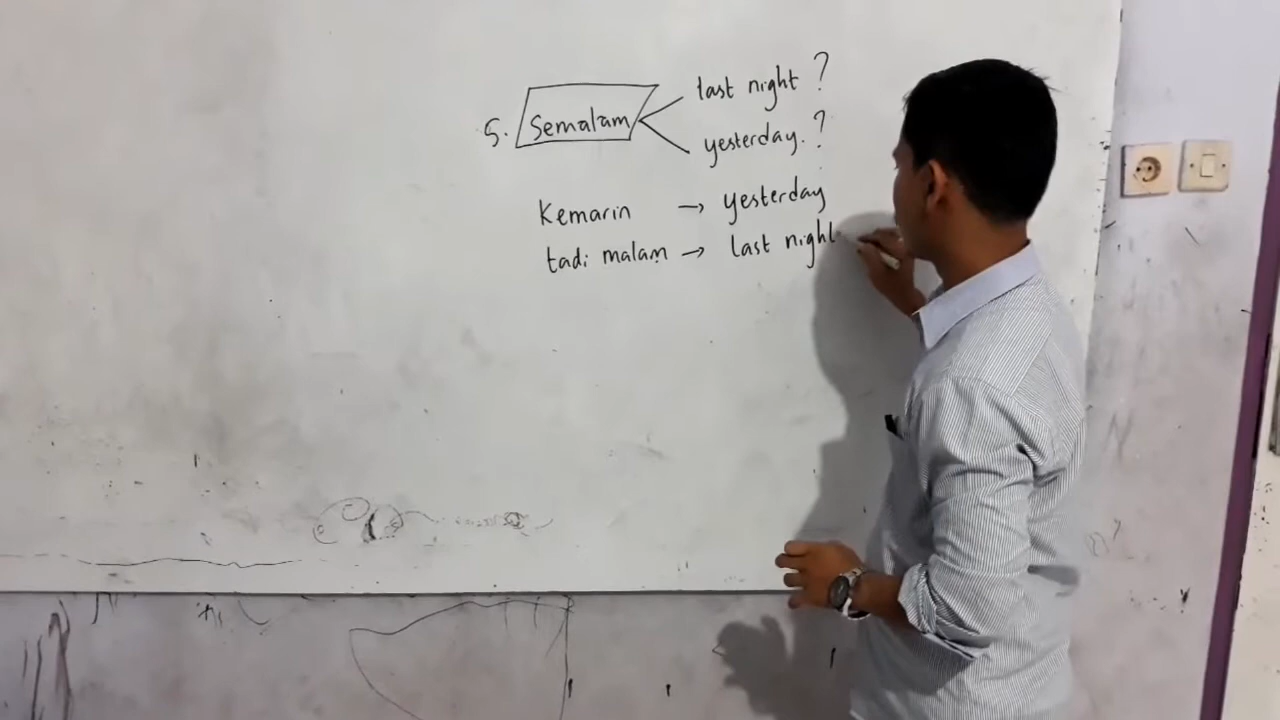 last night ?
5. Semalam
yesterday. ?
Kemarin → yesterday
tadi malam → last night